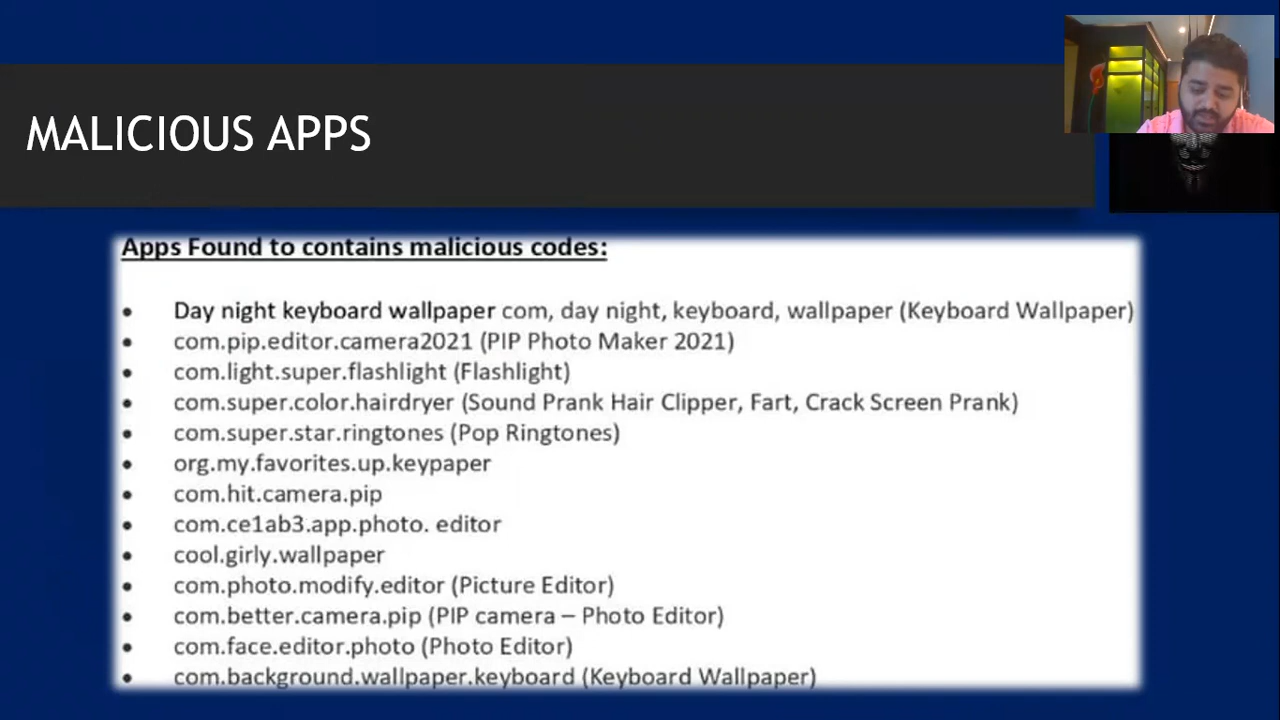 MALICIOUS APPS
Apps Found to contains malicious codes:
• Day night keyboard wallpaper com, day night, keyboard, wallpaper (Keyboard Wallpaper)
• com.pip.editor.camera2021 (PIP Photo Maker 2021)
• com.light.super.flashlight (Flashlight)
• com.super.color.hairdryer (Sound Prank Hair Clipper, Fart, Crack Screen Prank)
• com.super.star.ringtones (Pop Ringtones)
• org.my.favorites.up.keypaper
• com.hit.camera.pip
• com.ce1ab3.app.photo. editor
• cool.girly.wallpaper
• com.photo.modify.editor (Picture Editor)
• com.better.camera.pip (PIP camera – Photo Editor)
• com.face.editor.photo (Photo Editor)
• com.background.wallpaper.keyboard (Keyboard Wallpaper)